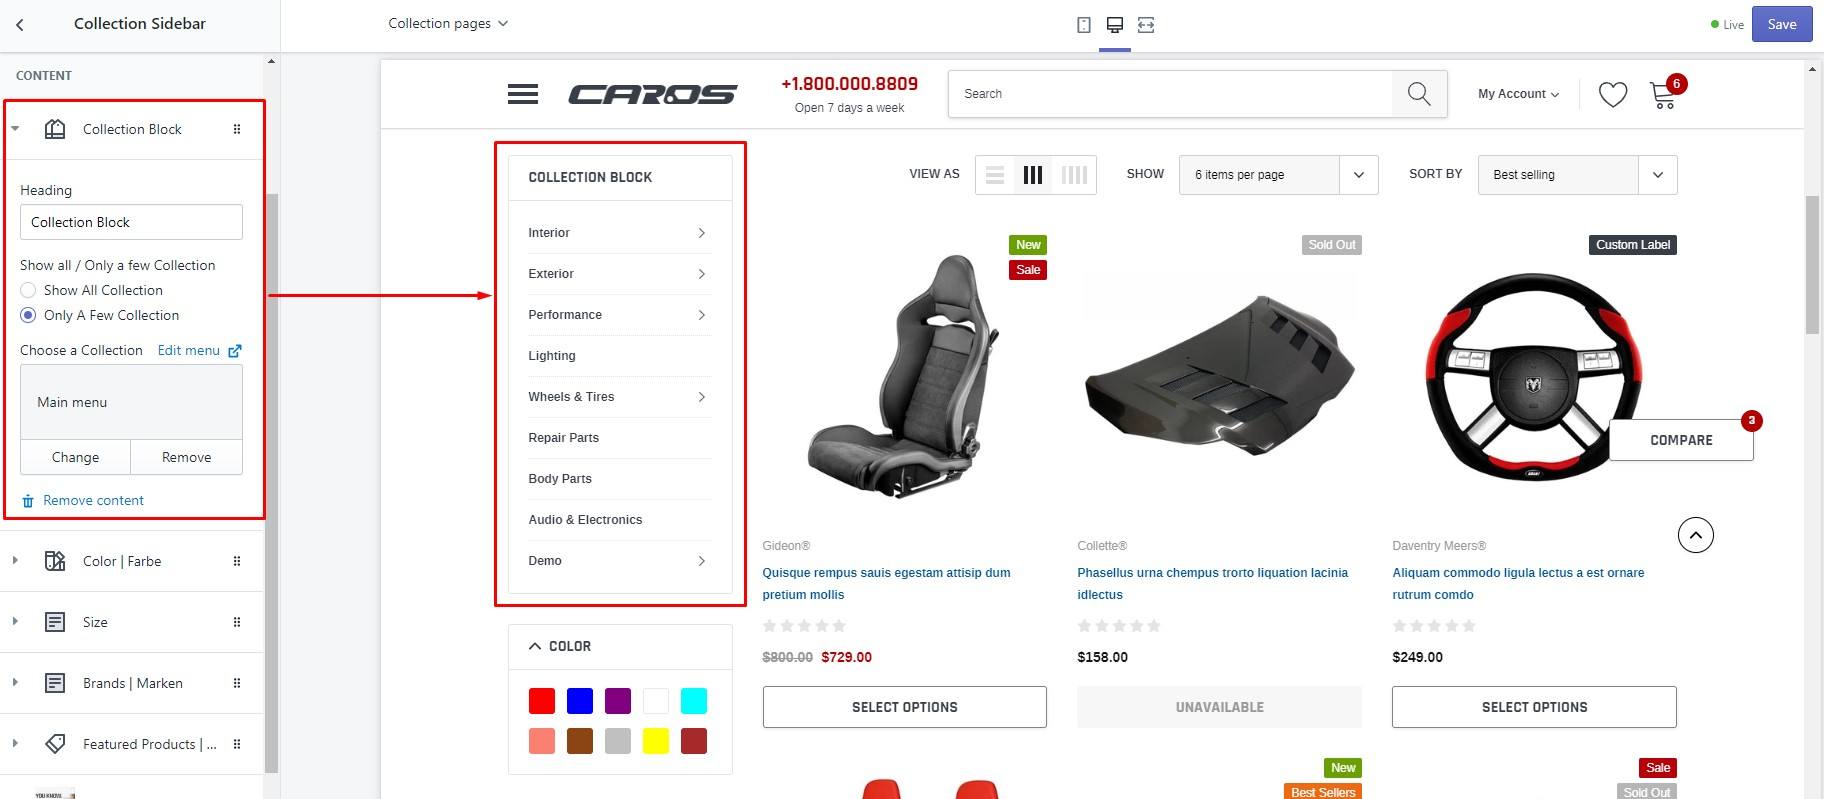 Collection Sidebar
Collection pages
Live
Save
CONTENT
Collection Block
Heading
Collection Block
Show all / Only a few Collection
Show All Collection
Only A Few Collection
Choose a Collection Edit menu
Main menu
Change Remove
Remove content
Color | Farbe
Size
Brands | Marken
Featured Products | ...
YOU KNOW,
CAROS
+1.800.000.8809
Open 7 days a week
Search
My Account
6
COLLECTION BLOCK
Interior
Exterior
Performance
Lighting
Wheels & Tires
Repair Parts
Body Parts
Audio & Electronics
Demo
COLOR
VIEW AS
SHOW 6 items per page
SORT BY Best selling
New
Sale
Gideon®
Quisque rempus sauis egestam attisip dum
pretium mollis
$800.00 $729.00
SELECT OPTIONS
Sold Out
Collette®
Phasellus urna chempus trorto liquation lacinia
idlectus
$158.00
UNAVAILABLE
Custom Label
Daventry Meers®
Aliquam commodo ligula lectus a est ornare
rutrum comdo
$249.00
SELECT OPTIONS
COMPARE
3
New
Best Sellers
Sale
Sold Out